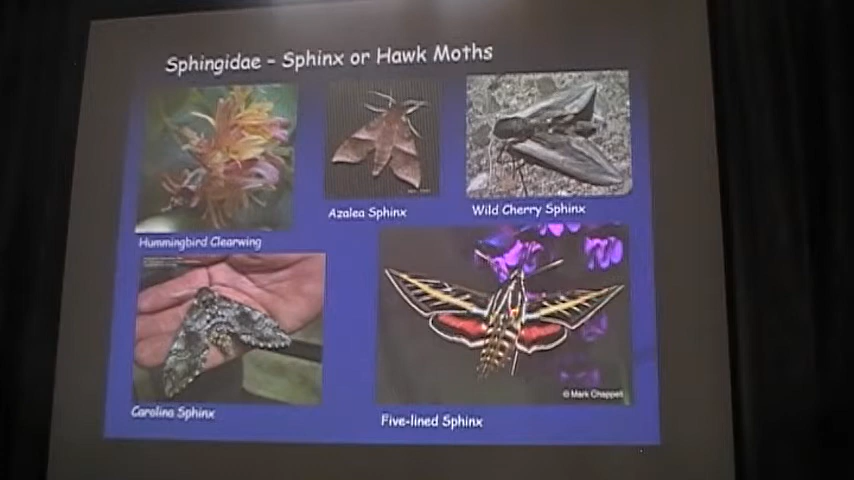 Sphingidae – Sphinx or Hawk Moths
Azalea Sphinx
Wild Cherry Sphinx
Hummingbird Clearwing
© Mark Chappell
Carolina Sphinx
Five-lined Sphinx